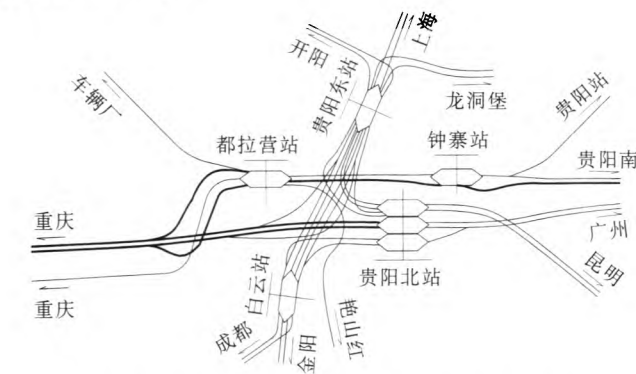 上海
开阳
贵阳东站
车辆厂
龙洞堡
贵阳站
都拉营站
钟寨站
贵阳南
重庆
广州
贵阳北站
昆明
白云站
重庆
艳山红
成都
金阳